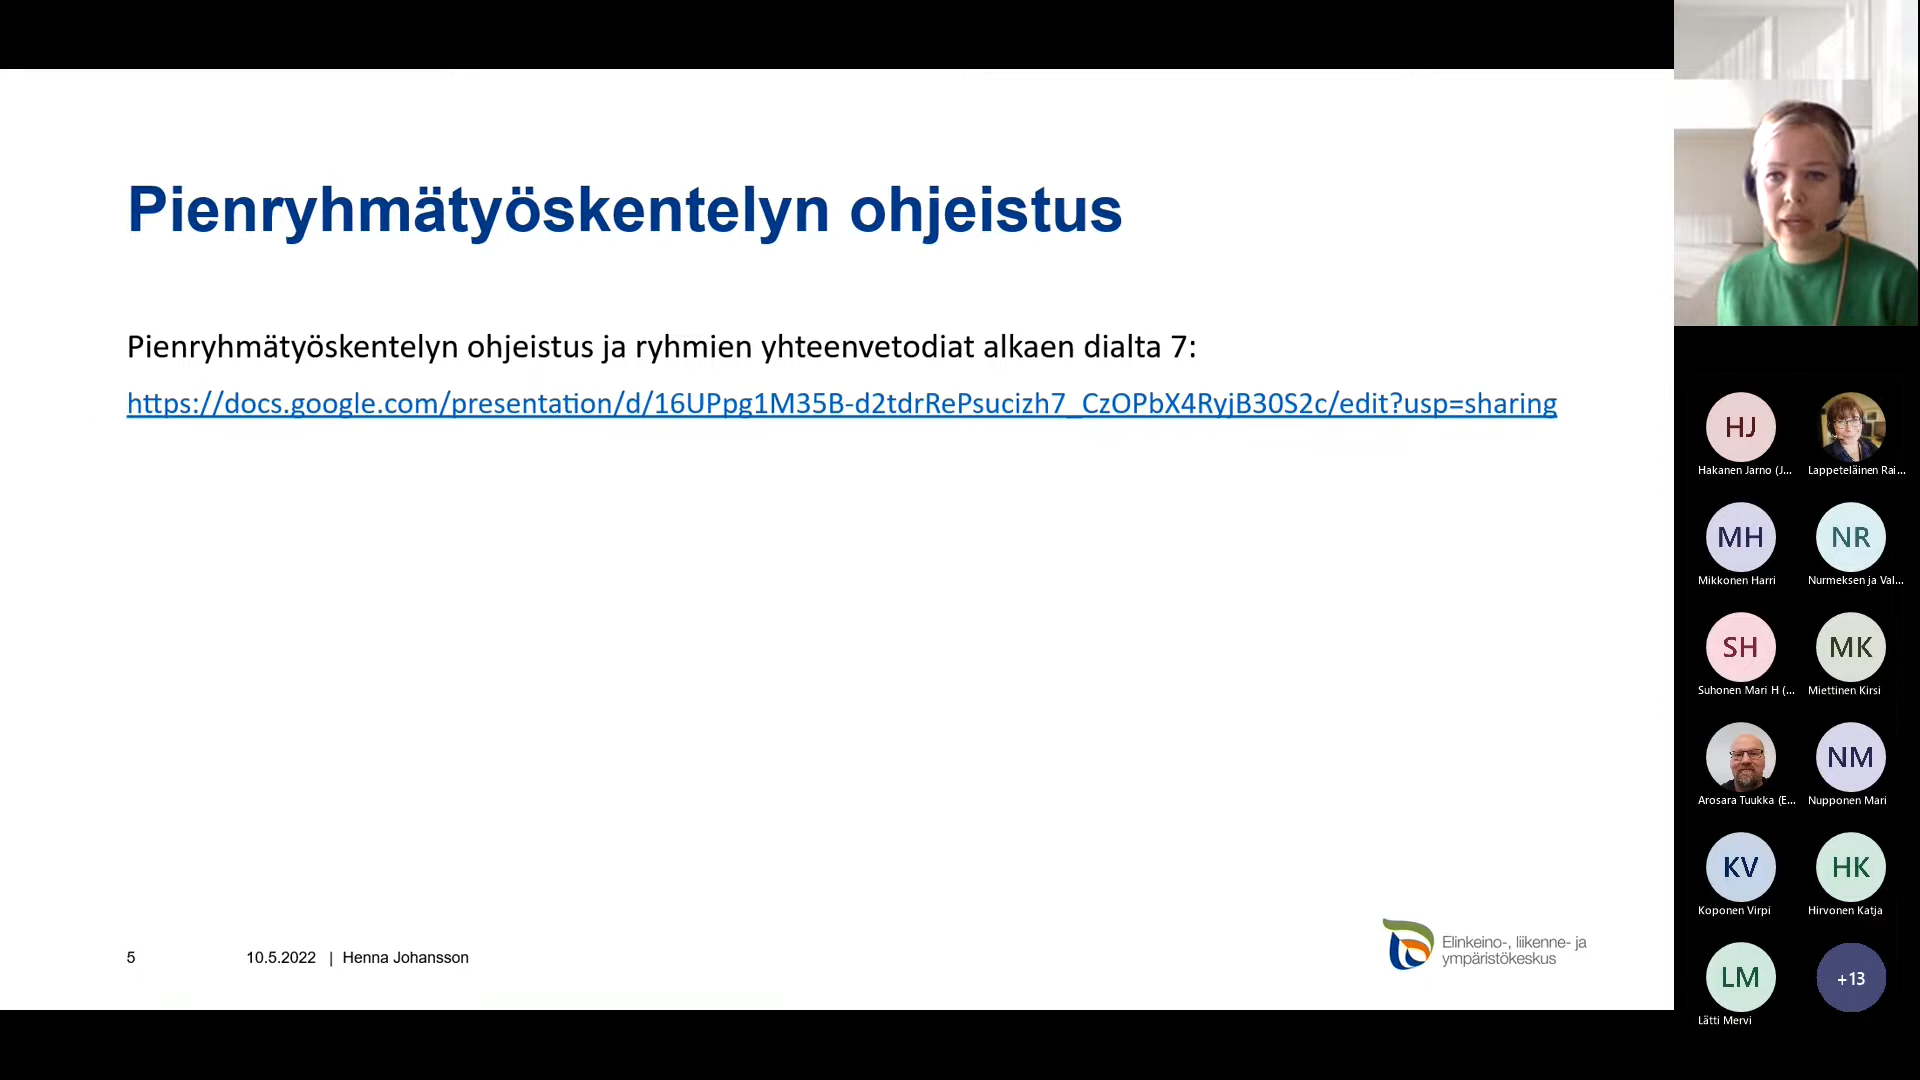 Pienryhmätyöskentelyn ohjeistus
Pienryhmätyöskentelyn ohjeistus ja ryhmien yhteenvetodiat alkaen dialta 7:
https://docs.google.com/presentation/d/16UPpg1M35B-d2tdrRePsucizh7_CzOPbX4RyjB30S2c/edit?usp=sharing
5 10.5.2022 | Henna Johansson
Elinkeino-, liikenne- ja
ympäristökeskus
HJ
Hakanen Jarno (J...
Lappeteläinen Rai...
MH
Mikkonen Harri
NR
Nurmeksen ja Val...
SH
Suhonen Mari H (...
MK
Miettinen Kirsi
Arosara Tuukka (E...
NM
Nupponen Mari
KV
Koponen Virpi
HK
Hirvonen Katja
LM
Lätti Mervi
+13